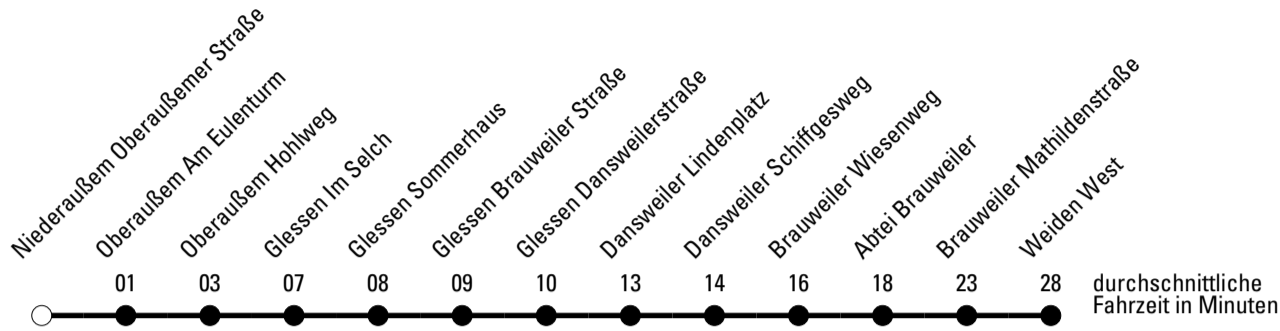 Niederaußem Oberaußemer Straße
Oberaußem Am Eulenturm
Oberaußem Hohlweg
Glessen Im Selch
Glessen Sommerhaus
Glessen Brauweiler Straße
Glessen Dansweilerstraße
Dansweiler Lindenplatz
Dansweiler Schiffgesweg
Brauweiler Wiesenweg
Abtei Brauweiler
Brauweiler Mathildenstraße
Weiden West
01 03 07 08 09 10 13 14 16 18 23 28
durchschnittliche
Fahrzeit in Minuten